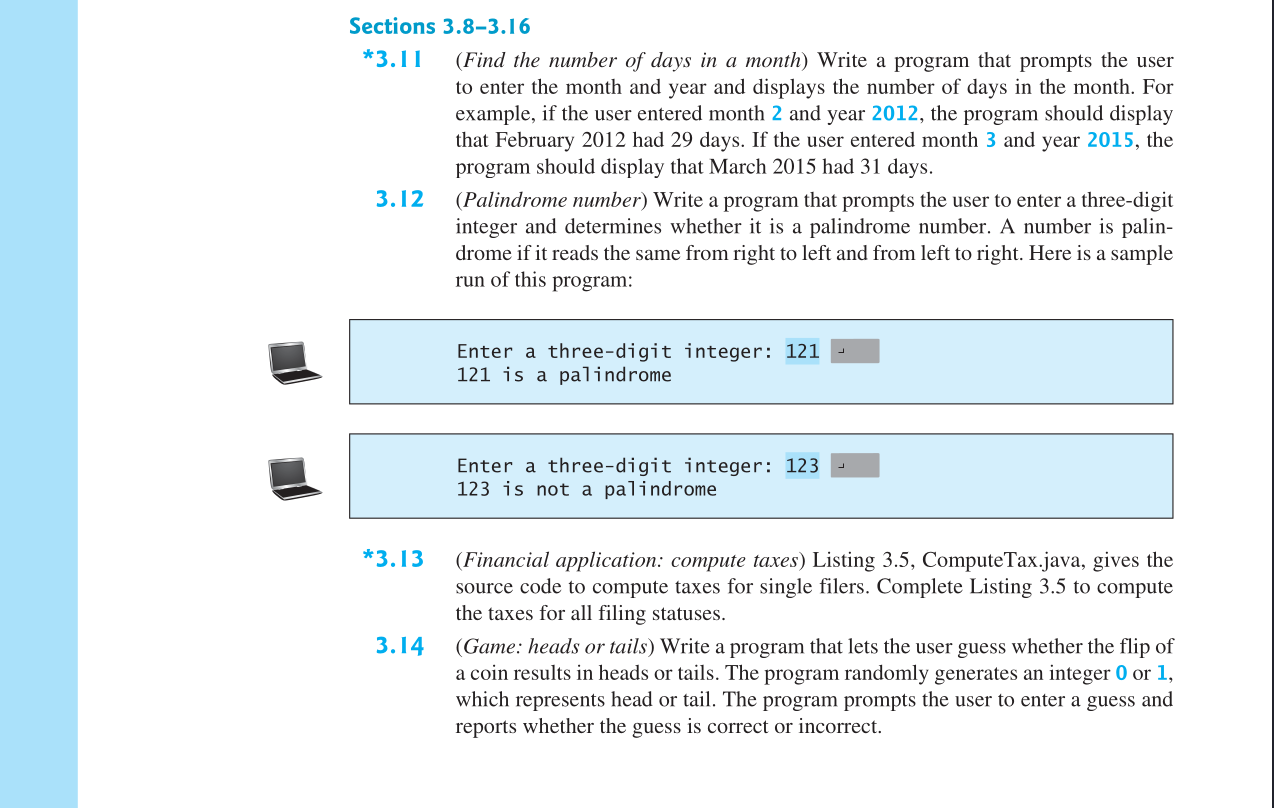 Sections 3.8–3.16
*3.11 (Find the number of days in a month) Write a program that prompts the user
to enter the month and year and displays the number of days in the month. For
example, if the user entered month 2 and year 2012, the program should display
that February 2012 had 29 days. If the user entered month 3 and year 2015, the
program should display that March 2015 had 31 days.
3.12 (Palindrome number) Write a program that prompts the user to enter a three-digit
integer and determines whether it is a palindrome number. A number is palin-
drome if it reads the same from right to left and from left to right. Here is a sample
run of this program:
Enter a three-digit integer: 121 ↵
121 is a palindrome
Enter a three-digit integer: 123 ↵
123 is not a palindrome
*3.13 (Financial application: compute taxes) Listing 3.5, ComputeTax.java, gives the
source code to compute taxes for single filers. Complete Listing 3.5 to compute
the taxes for all filing statuses.
3.14 (Game: heads or tails) Write a program that lets the user guess whether the flip of
a coin results in heads or tails. The program randomly generates an integer 0 or 1,
which represents head or tail. The program prompts the user to enter a guess and
reports whether the guess is correct or incorrect.